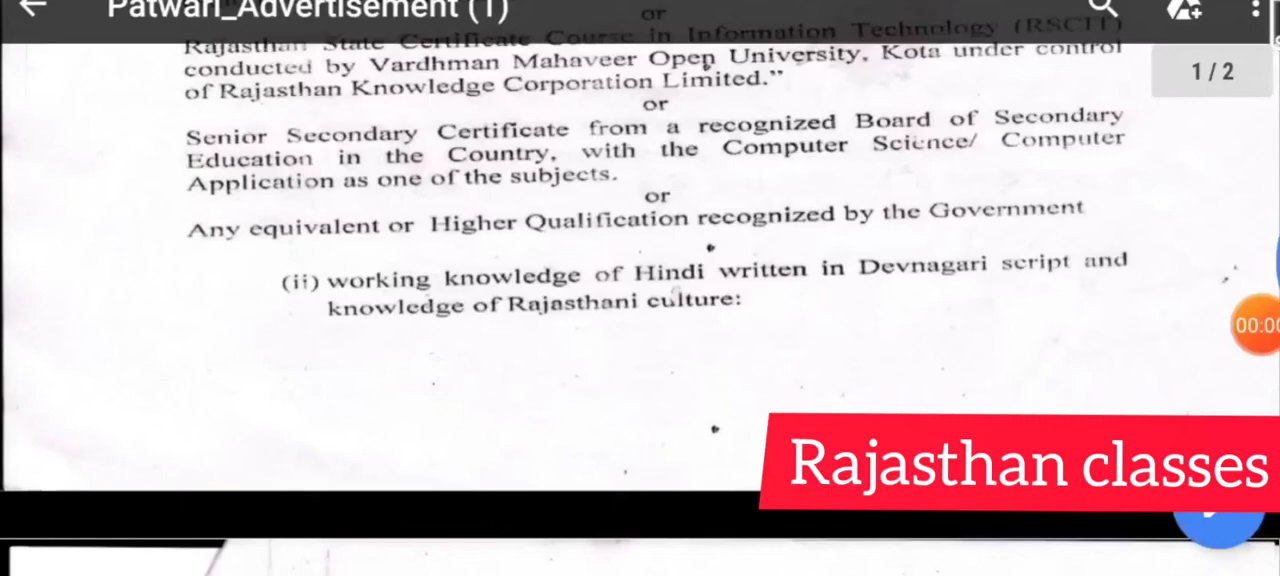 Patwari_Advertisement (1)
or
1/2
Rajasthan State Certificate Course in Information Technology (RSCIT)
conducted by Vardhman Mahaveer Open University, Kota under control
of Rajasthan Knowledge Corporation Limited.”
or
Senior Secondary Certificate from a recognized Board of Secondary
Education in the Country, with the Computer Science/ Computer
Application as one of the subjects.
or
Any equivalent or Higher Qualification recognized by the Government
(ii) working knowledge of Hindi written in Devnagari script and
knowledge of Rajasthani culture:
Rajasthan classes